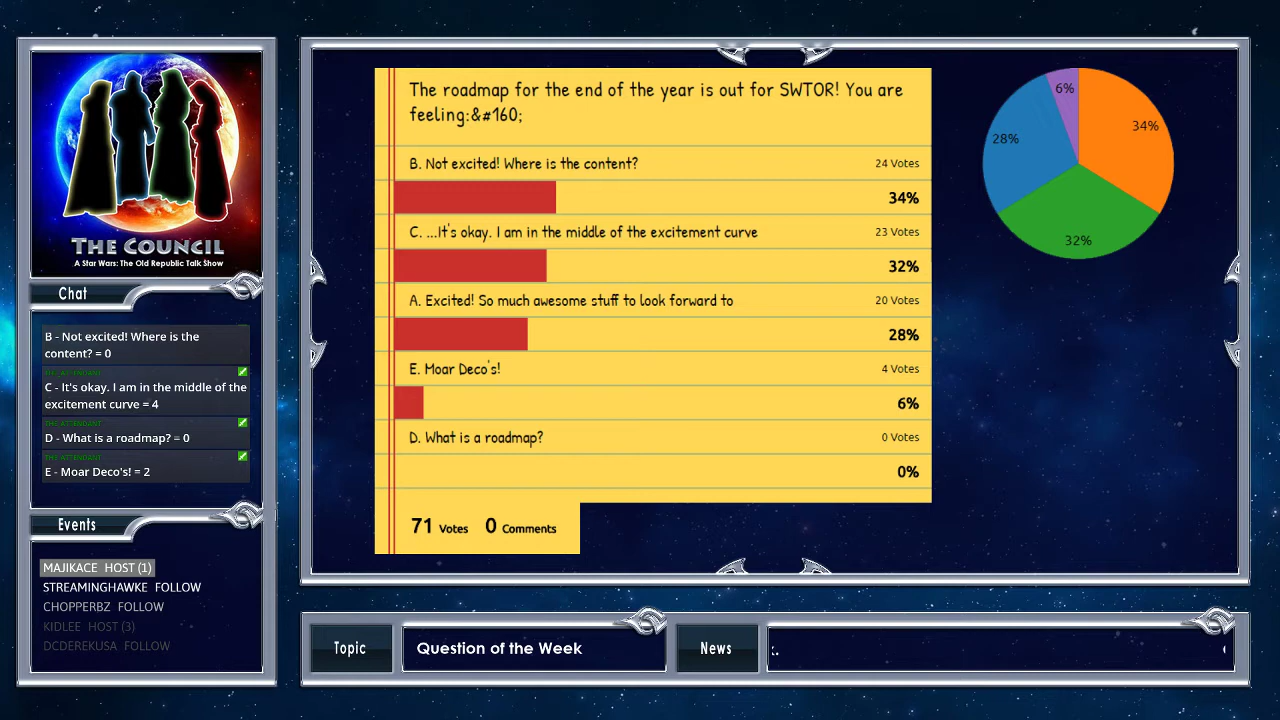 THE COUNCIL
A Star Wars: The Old Republic Talk Show
Chat
B - Not excited! Where is the
content? = 0
THE ATTENDANT
C - It's okay. I am in the middle of the
excitement curve = 4
THE ATTENDANT
D - What is a roadmap? = 0
THE ATTENDANT
E - Moar Deco's! = 2
Events
MAJIKACE HOST (1)
STREAMINGHAWKE FOLLOW
CHOPPERBZ FOLLOW
KIDLEE HOST (3)
DCDEREKUSA FOLLOW
The roadmap for the end of the year is out for SWTOR! You are
feeling:&#160;
B. Not excited! Where is the content? 24 Votes
34%
C. ...It's okay. I am in the middle of the excitement curve 23 Votes
32%
A. Excited! So much awesome stuff to look forward to 20 Votes
28%
E. Moar Deco's! 4 Votes
6%
D. What is a roadmap? 0 Votes
0%
71 Votes 0 Comments
6%
34%
28%
32%
Topic
Question of the Week
News